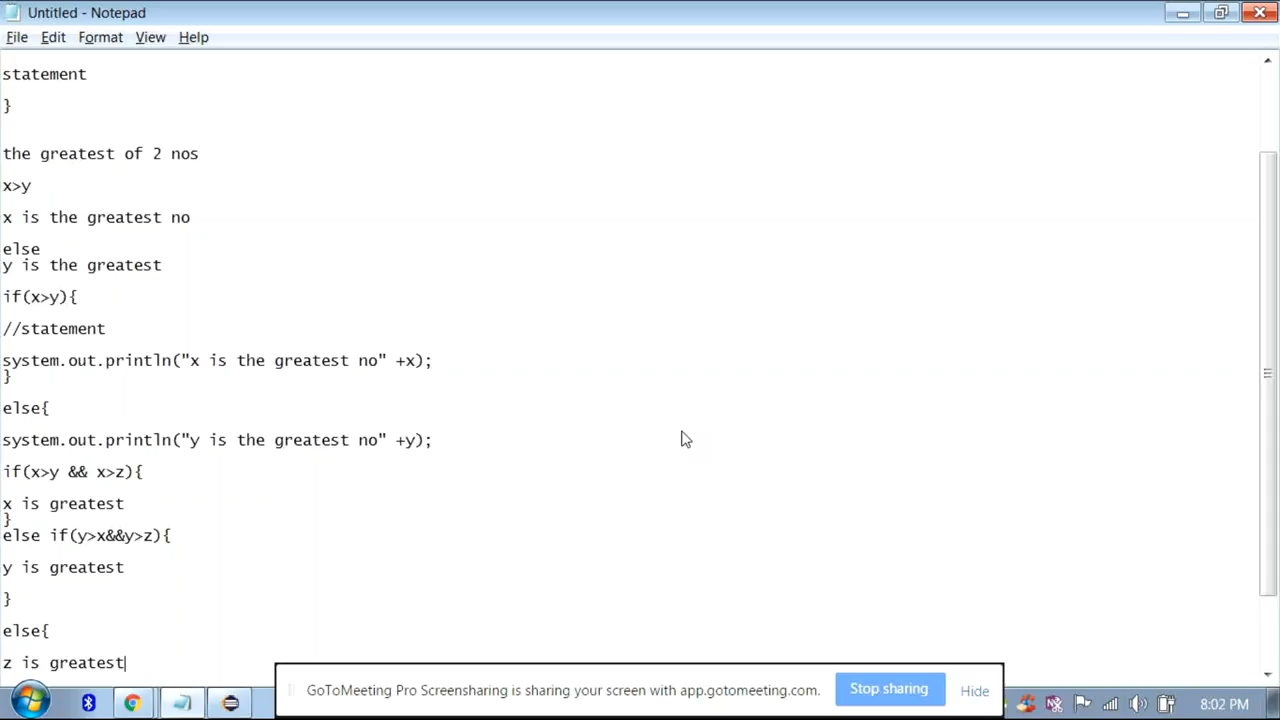 Untitled - Notepad
File Edit Format View Help
statement
}
the greatest of 2 nos
x>y
x is the greatest no
else
y is the greatest
if(x>y){
//statement
system.out.println("x is the greatest no" +x);
}
else{
system.out.println("y is the greatest no" +y);
if(x>y && x>z){
x is greatest
}
else if(y>x&&y>z){
y is greatest
}
else{
z is greatest
GoToMeeting Pro Screensharing is sharing your screen with app.gotomeeting.com.
Stop sharing
Hide
8:02 PM